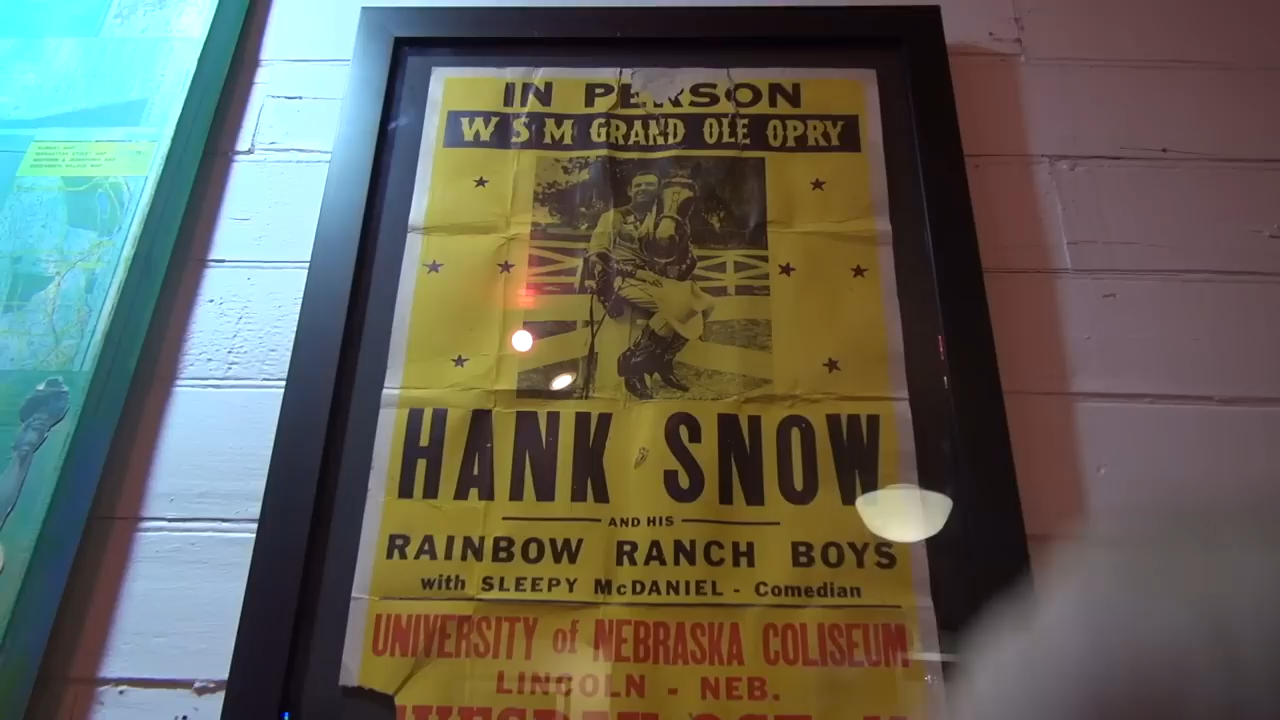 IN PERSON
W S M GRAND OLE OPRY
HANK SNOW
AND HIS
RAINBOW RANCH BOYS
with SLEEPY McDANIEL - Comedian
UNIVERSITY of NEBRASKA COLISEUM
LINCOLN - NEB.